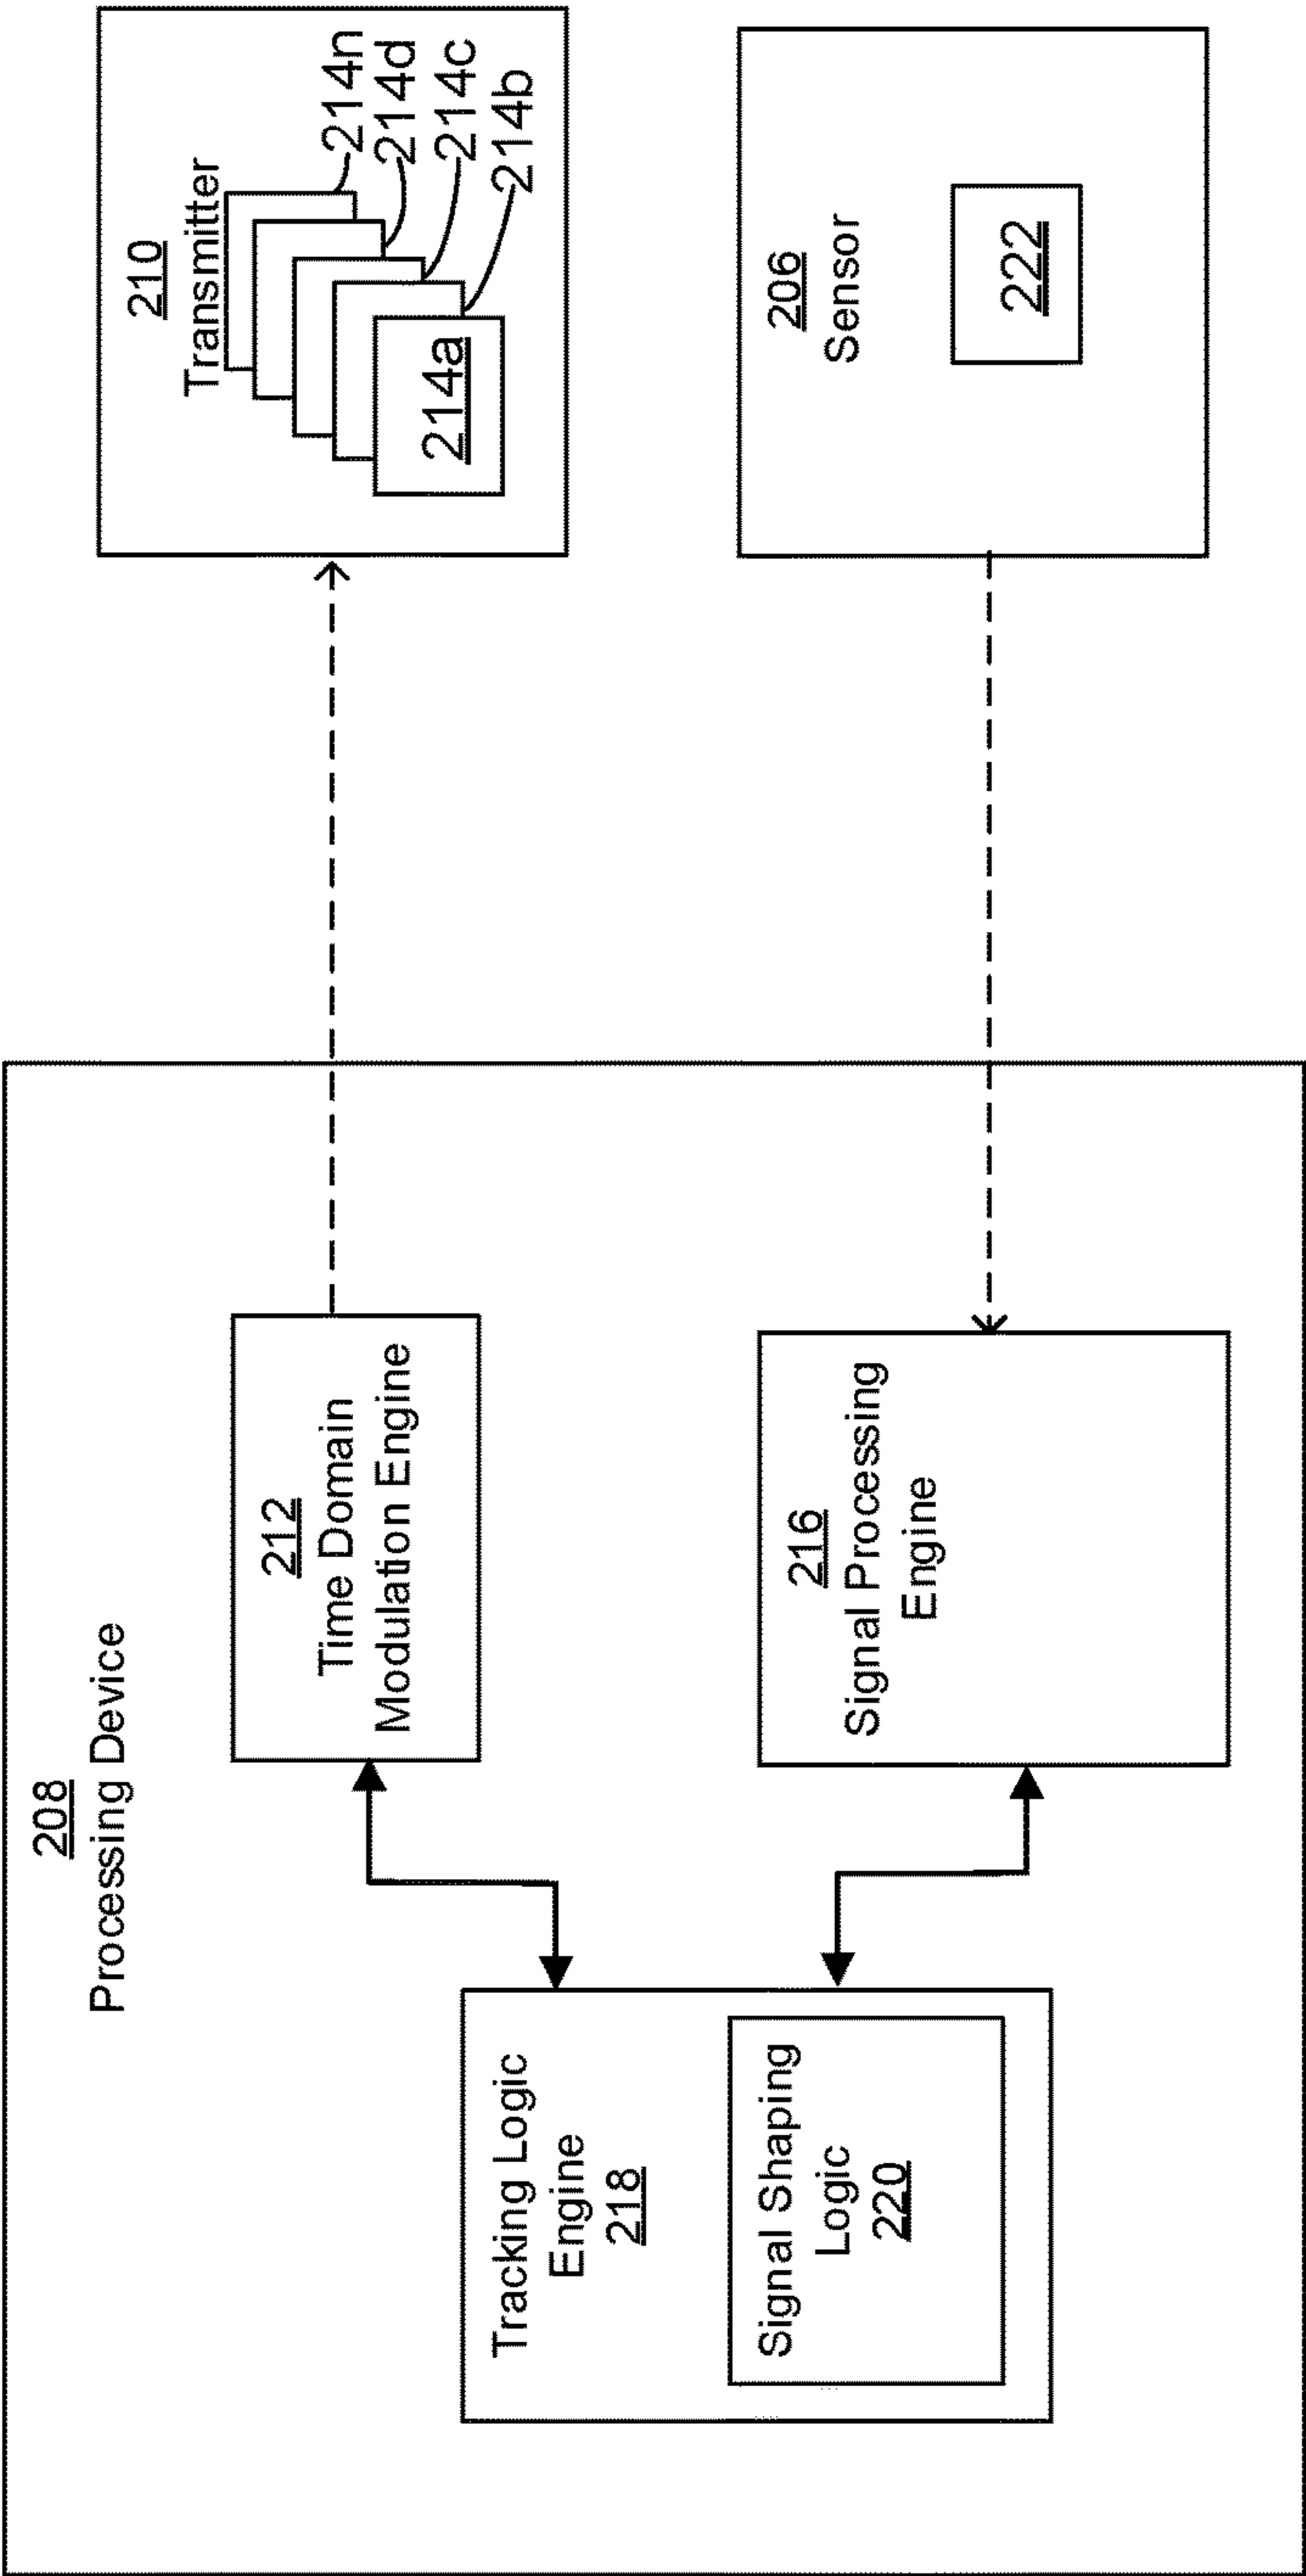 208
Processing Device
Tracking Logic
Engine
218
Signal Shaping
Logic
220
212
Time Domain
Modulation Engine
216
Signal Processing
Engine
210
Transmitter
214n
214d
214c
214b
214a
206
Sensor
222